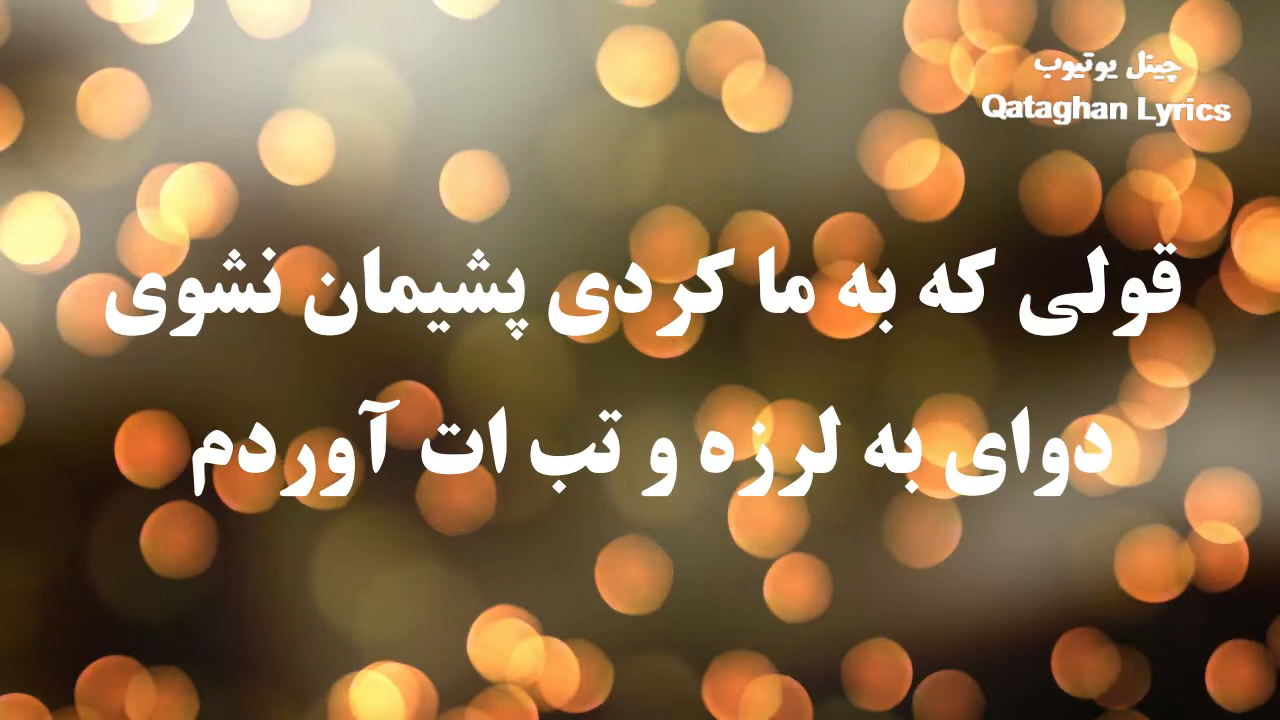 چینل یوتیوب
Qataghan Lyrics
قولی که به ما کردی پشیمان نشوی
دوای به لرزه و تب ات آوردم